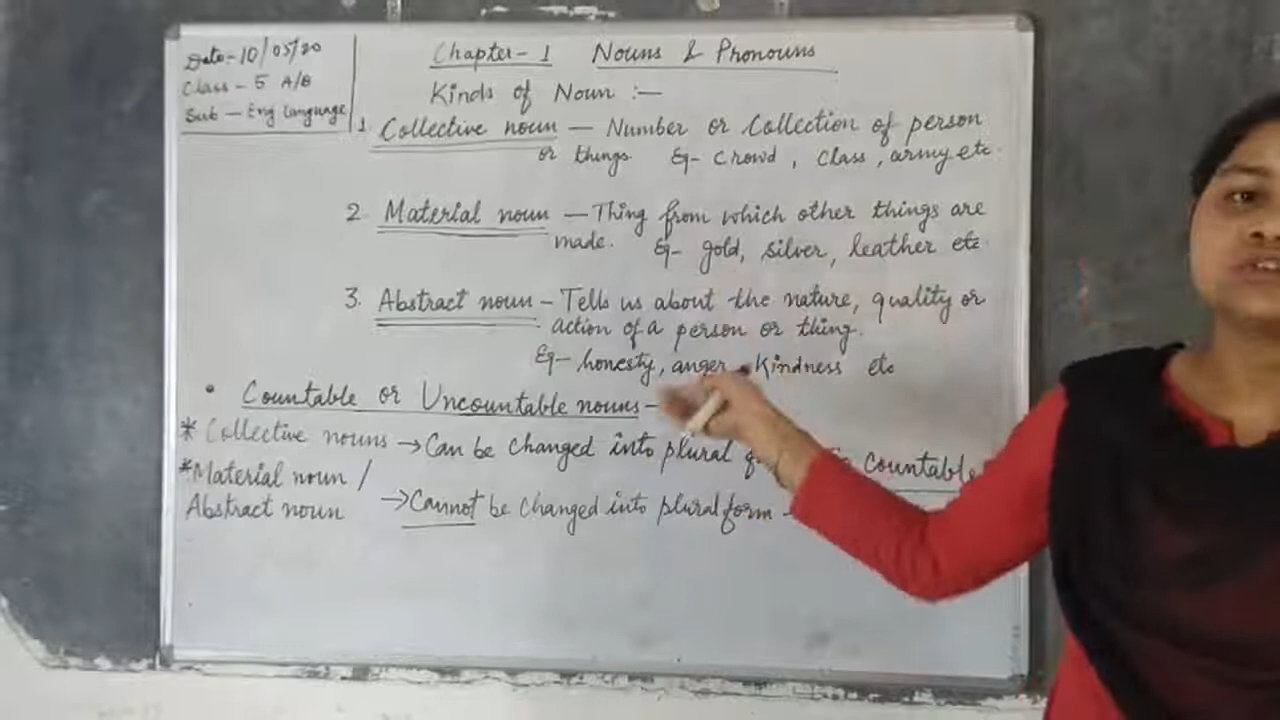 Date-10/05/20
Class - 5 A/B
Sub - Eng language
Chapter-1 Nouns & Pronouns
Kinds of Noun :-
1. Collective noun - Number or Collection of person
or things. Eg- Crowd, Class, army etc.
2. Material noun - Thing from which other things are
made. Eg- gold, silver, leather etc.
3. Abstract noun - Tells us about the nature, quality or
action of a person or thing.
Eg- honesty, anger, Kindness etc
• Countable or Uncountable nouns-
* Collective nouns → Can be changed into plural Countable
*Material noun /
Abstract noun → Cannot be changed into plural form -